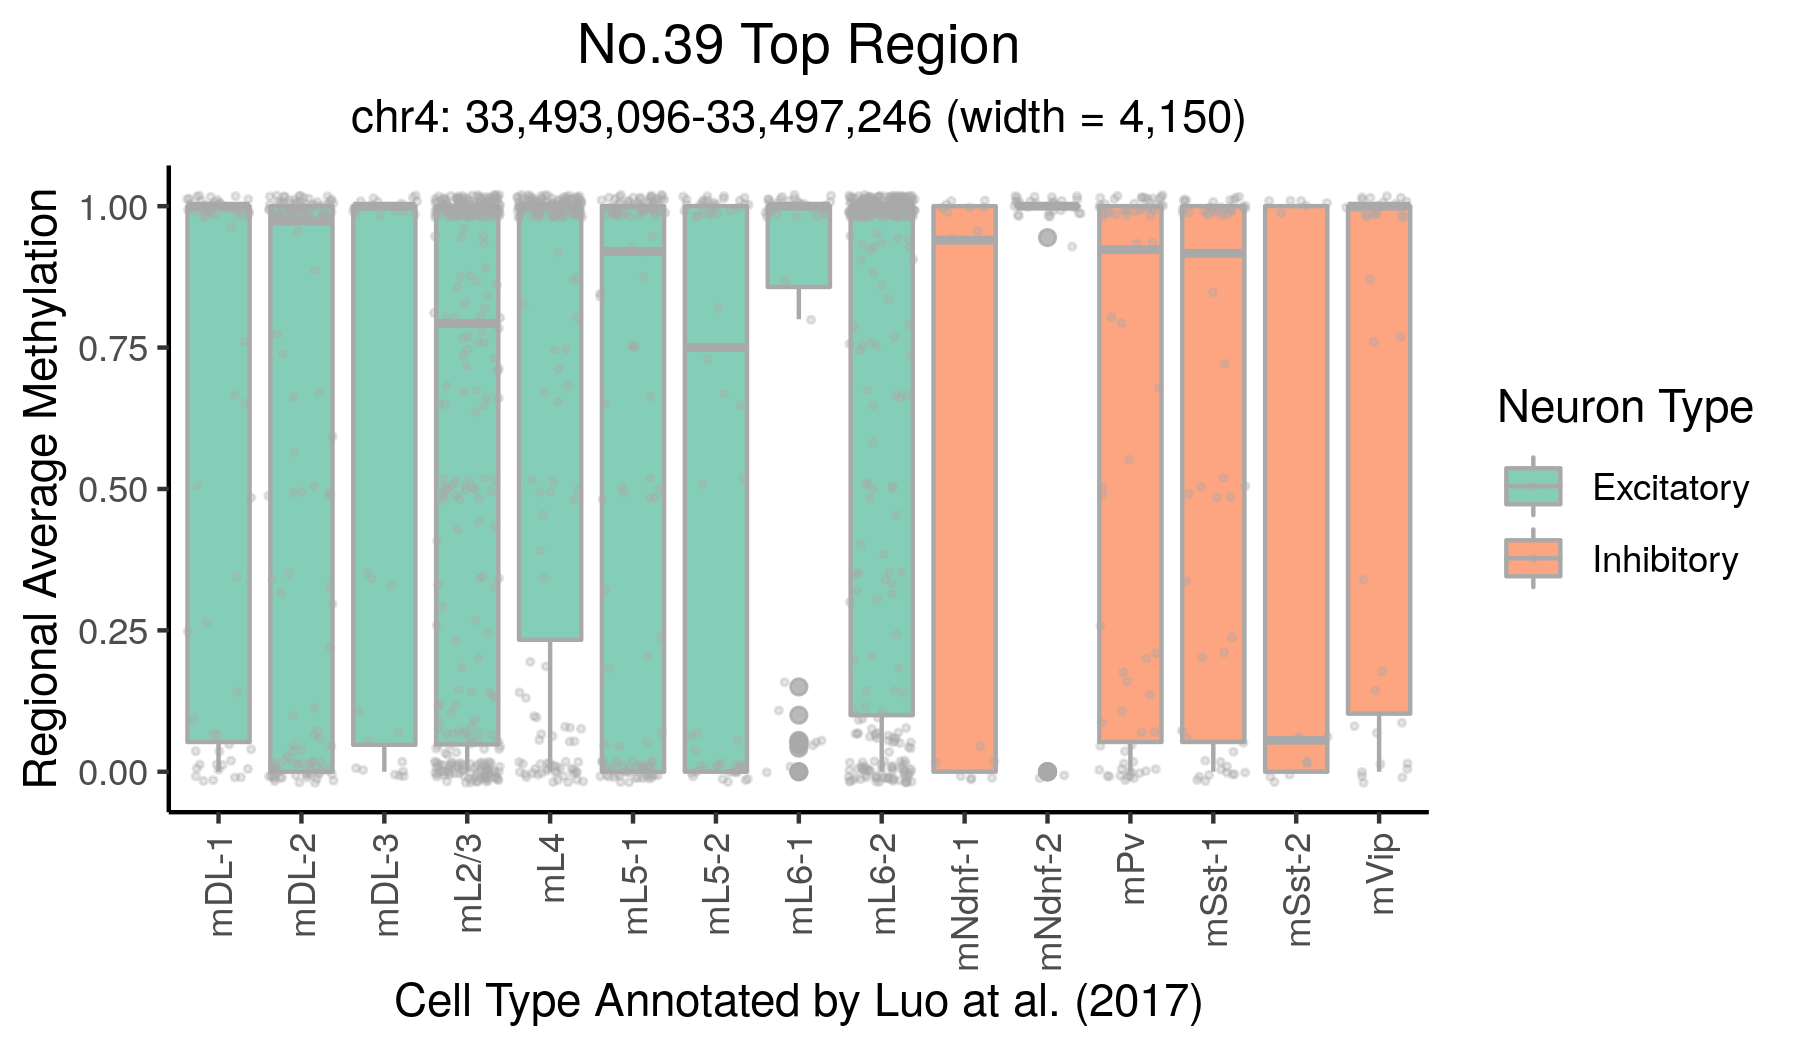 No.39 Top Region
chr4: 33,493,096-33,497,246 (width = 4,150)
Regional Average Methylation
1.00
0.75
0.50
0.25
0.00
mDL-1
mDL-2
mDL-3
mL2/3
mL4
mL5-1
mL5-2
mL6-1
mL6-2
mNdnf-1
mNdnf-2
mPv
mSst-1
mSst-2
mVip
Cell Type Annotated by Luo at al. (2017)
Neuron Type
Excitatory
Inhibitory